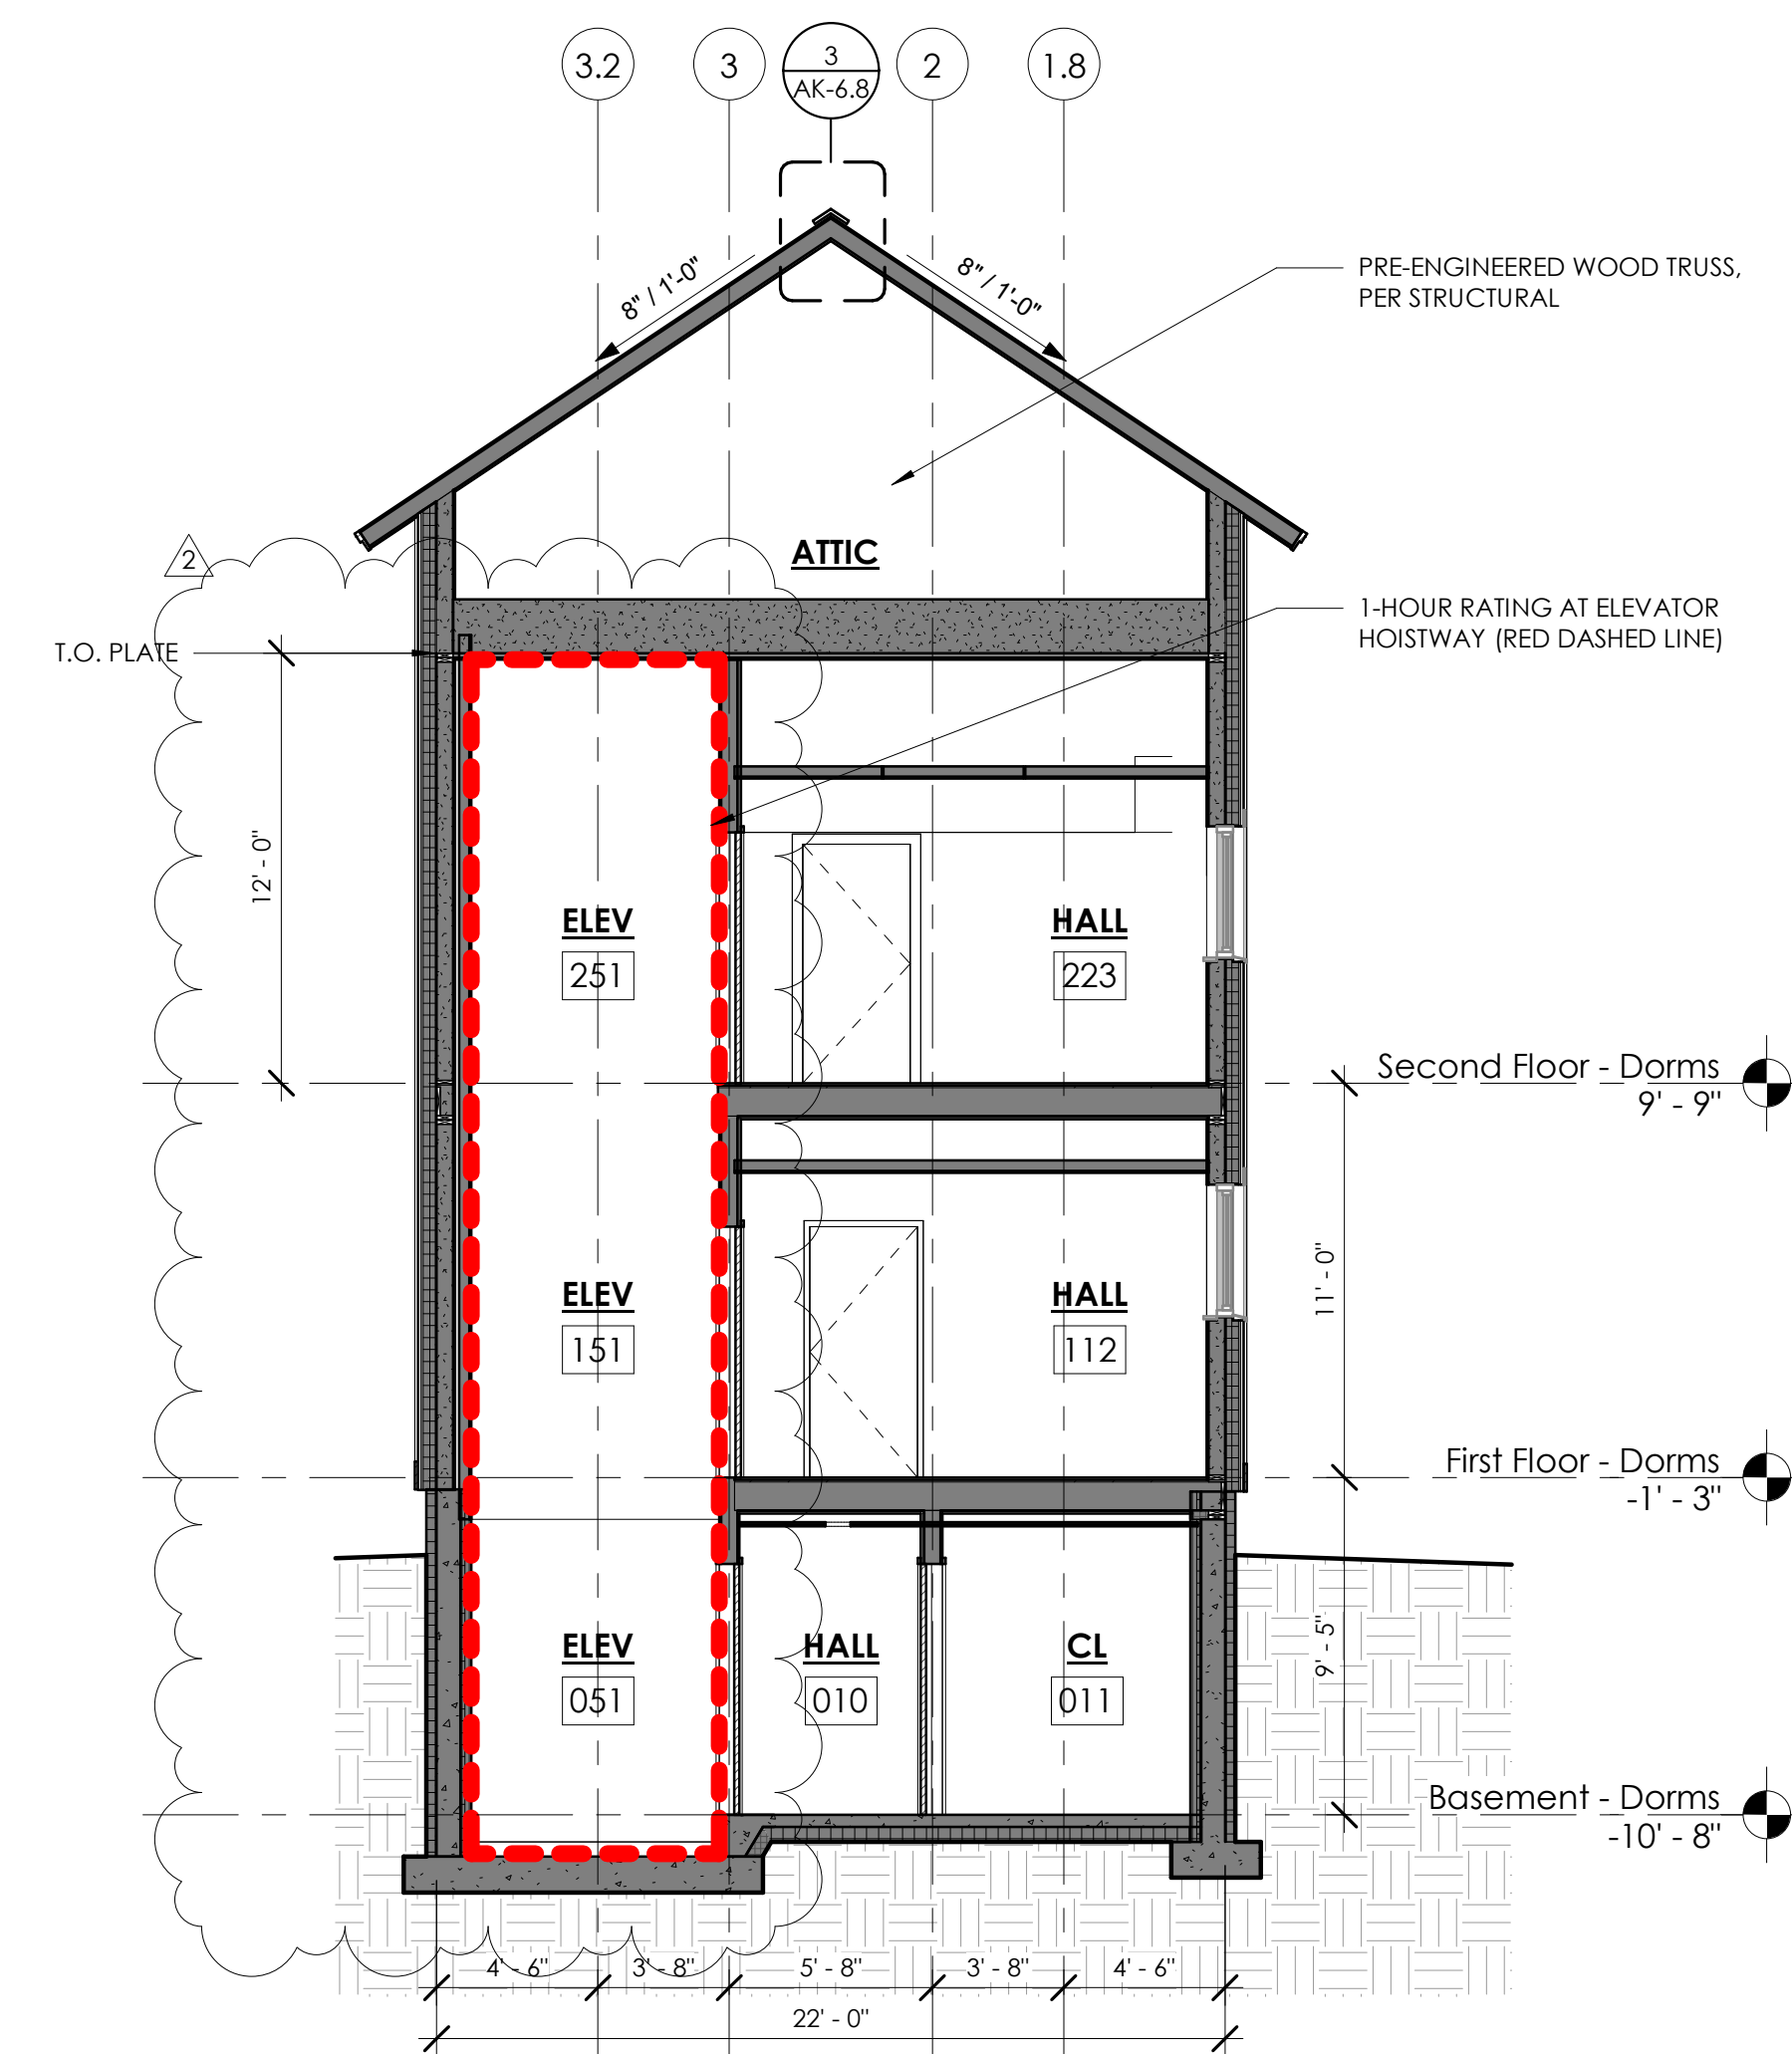 3.2
3
3
AK-6.8
2
1.8
8" / 1'-0"
8" / 1'-0"
PRE-ENGINEERED WOOD TRUSS,
PER STRUCTURAL
ATTIC
2
1-HOUR RATING AT ELEVATOR
HOISTWAY (RED DASHED LINE)
T.O. PLATE
12' - 0"
ELEV
251
HALL
223
Second Floor - Dorms
9' - 9"
ELEV
151
HALL
112
11' - 0"
First Floor - Dorms
-1' - 3"
ELEV
051
HALL
010
CL
011
9' - 5"
Basement - Dorms
-10' - 8"
4' - 6"
3' - 8"
5' - 8"
3' - 8"
4' - 6"
22' - 0"